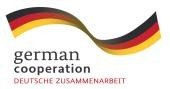 german
cooperation
DEUTSCHE ZUSAMMENARBEIT